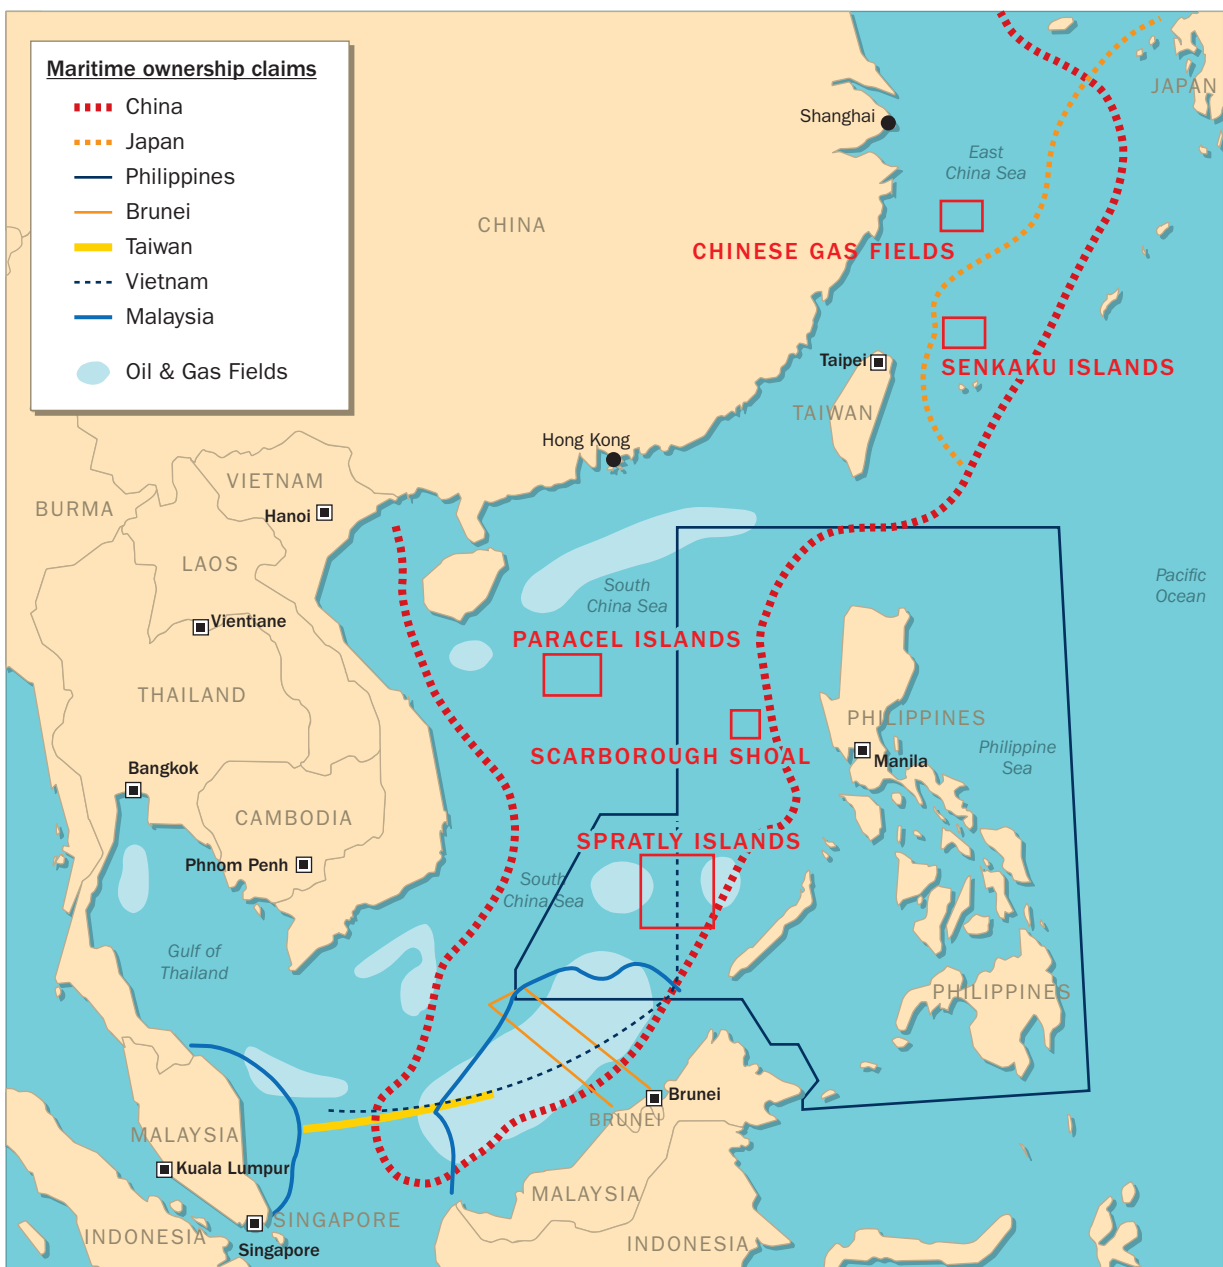 Maritime ownership claims
China
Japan
Philippines
Brunei
Taiwan
Vietnam
Malaysia
Oil & Gas Fields
JAPAN
Shanghai
East
China Sea
CHINA
CHINESE GAS FIELDS
Taipei
SENKAKU ISLANDS
TAIWAN
Hong Kong
VIETNAM
BURMA
Hanoi
LAOS
South
China Sea
Pacific
Ocean
Vientiane
PARACEL ISLANDS
THAILAND
PHILIPPINES
SCARBOROUGH SHOAL
Manila
Philippine
Sea
Bangkok
CAMBODIA
SPRATLY ISLANDS
Phnom Penh
South
China Sea
Gulf of
Thailand
PHILIPPINES
Brunei
BRUNEI
MALAYSIA
Kuala Lumpur
MALAYSIA
SINGAPORE
INDONESIA
Singapore
INDONESIA